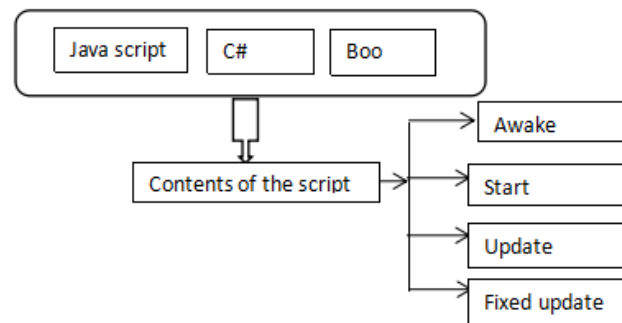 Java script
C#
Boo
Contents of the script
Awake
Start
Update
Fixed update